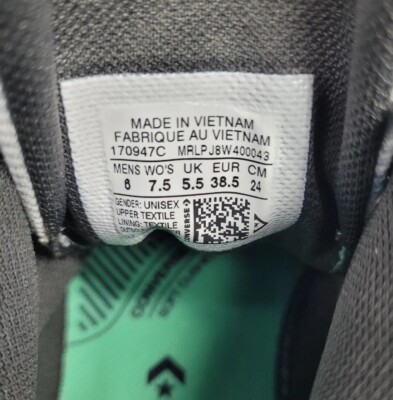 MADE IN VIETNAM
FABRIQUE AU VIETNAM
170947C MRLPJ8W400043
MENS WO'S UK EUR CM
6 7.5 5.5 38.5 24
GENDER: UNISEX
UPPER TEXTILE
LINING: TEXTILE
CONVERSE